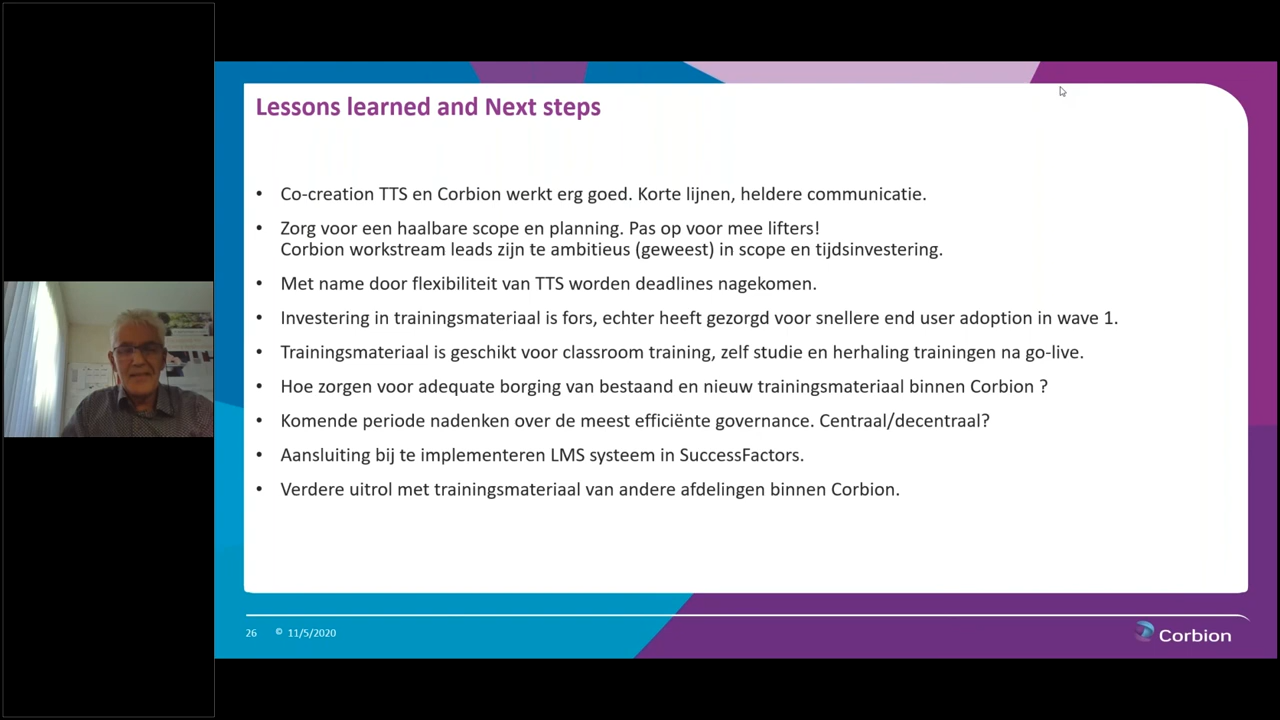 Lessons learned and Next steps
• Co-creation TTS en Corbion werkt erg goed. Korte lijnen, heldere communicatie.
• Zorg voor een haalbare scope en planning. Pas op voor mee lifters!
Corbion workstream leads zijn te ambitieus (geweest) in scope en tijdsinvestering.
• Met name door flexibiliteit van TTS worden deadlines nagekomen.
• Investering in trainingsmateriaal is fors, echter heeft gezorgd voor snellere end user adoption in wave 1.
• Trainingsmateriaal is geschikt voor classroom training, zelf studie en herhaling trainingen na go-live.
• Hoe zorgen voor adequate borging van bestaand en nieuw trainingsmateriaal binnen Corbion ?
• Komende periode nadenken over de meest efficiënte governance. Centraal/decentraal?
• Aansluiting bij te implementeren LMS systeem in SuccessFactors.
• Verdere uitrol met trainingsmateriaal van andere afdelingen binnen Corbion.
26 © 11/5/2020
Corbion